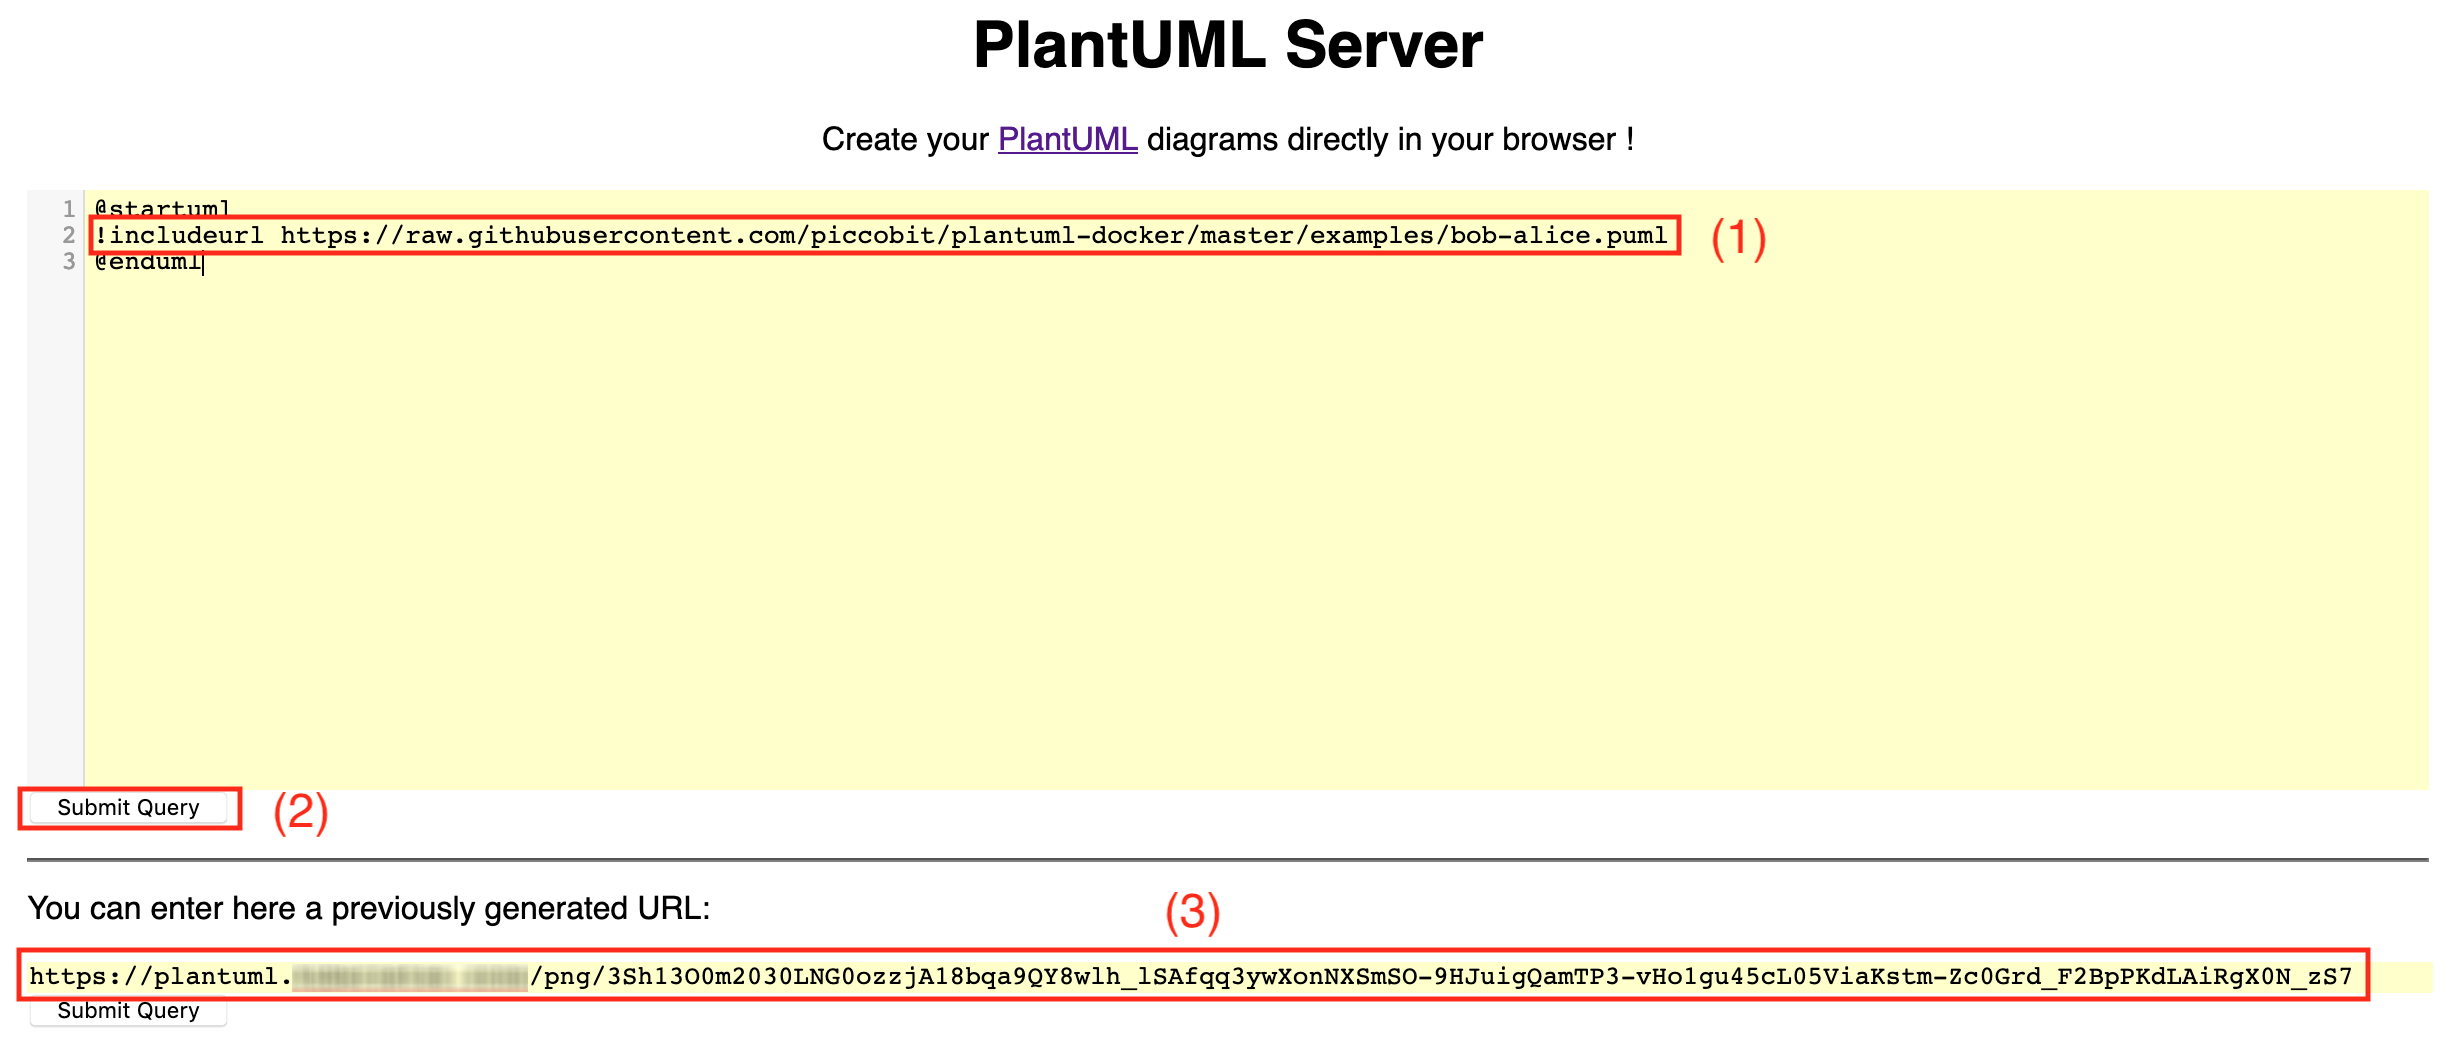 PlantUML Server
Create your PlantUML diagrams directly in your browser !
1 @startuml
2 !includeurl https://raw.githubusercontent.com/piccobit/plantuml-docker/master/examples/bob-alice.puml (1)
3 @enduml
Submit Query (2)
You can enter here a previously generated URL: (3)
https://plantuml. /png/3Sh13O0m2030LNG0ozzjA18bqa9QY8wlh_lSAfqq3ywXonNXSmSO-9HJuigQamTP3-vHo1gu45cL05ViaKstm-Zc0Grd_F2BpPKdLAiRgX0N_zS7
Submit Query